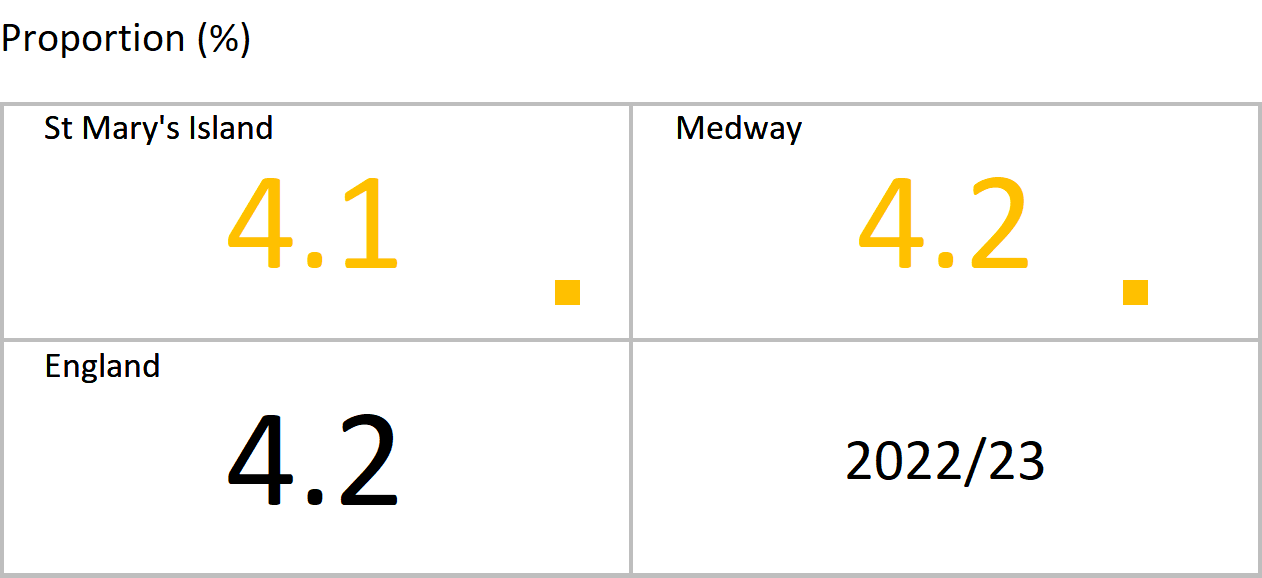 Proportion (%)
St Mary's Island
4.1
Medway
4.2
England
4.2
2022/23